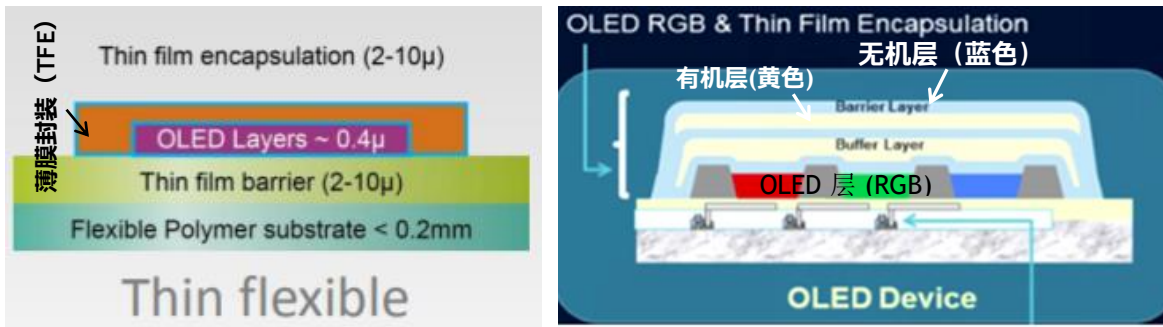 Thin film encapsulation (2-10μ)
薄膜封装（TFE)
OLED Layers ~ 0.4μ
Thin film barrier (2-10μ)
Flexible Polymer substrate < 0.2mm
Thin flexible
OLED RGB & Thin Film Encapsulation
无机层（蓝色）
有机层(黄色)
Barrier Layer
Buffer Layer
OLED 层 (RGB)
OLED Device